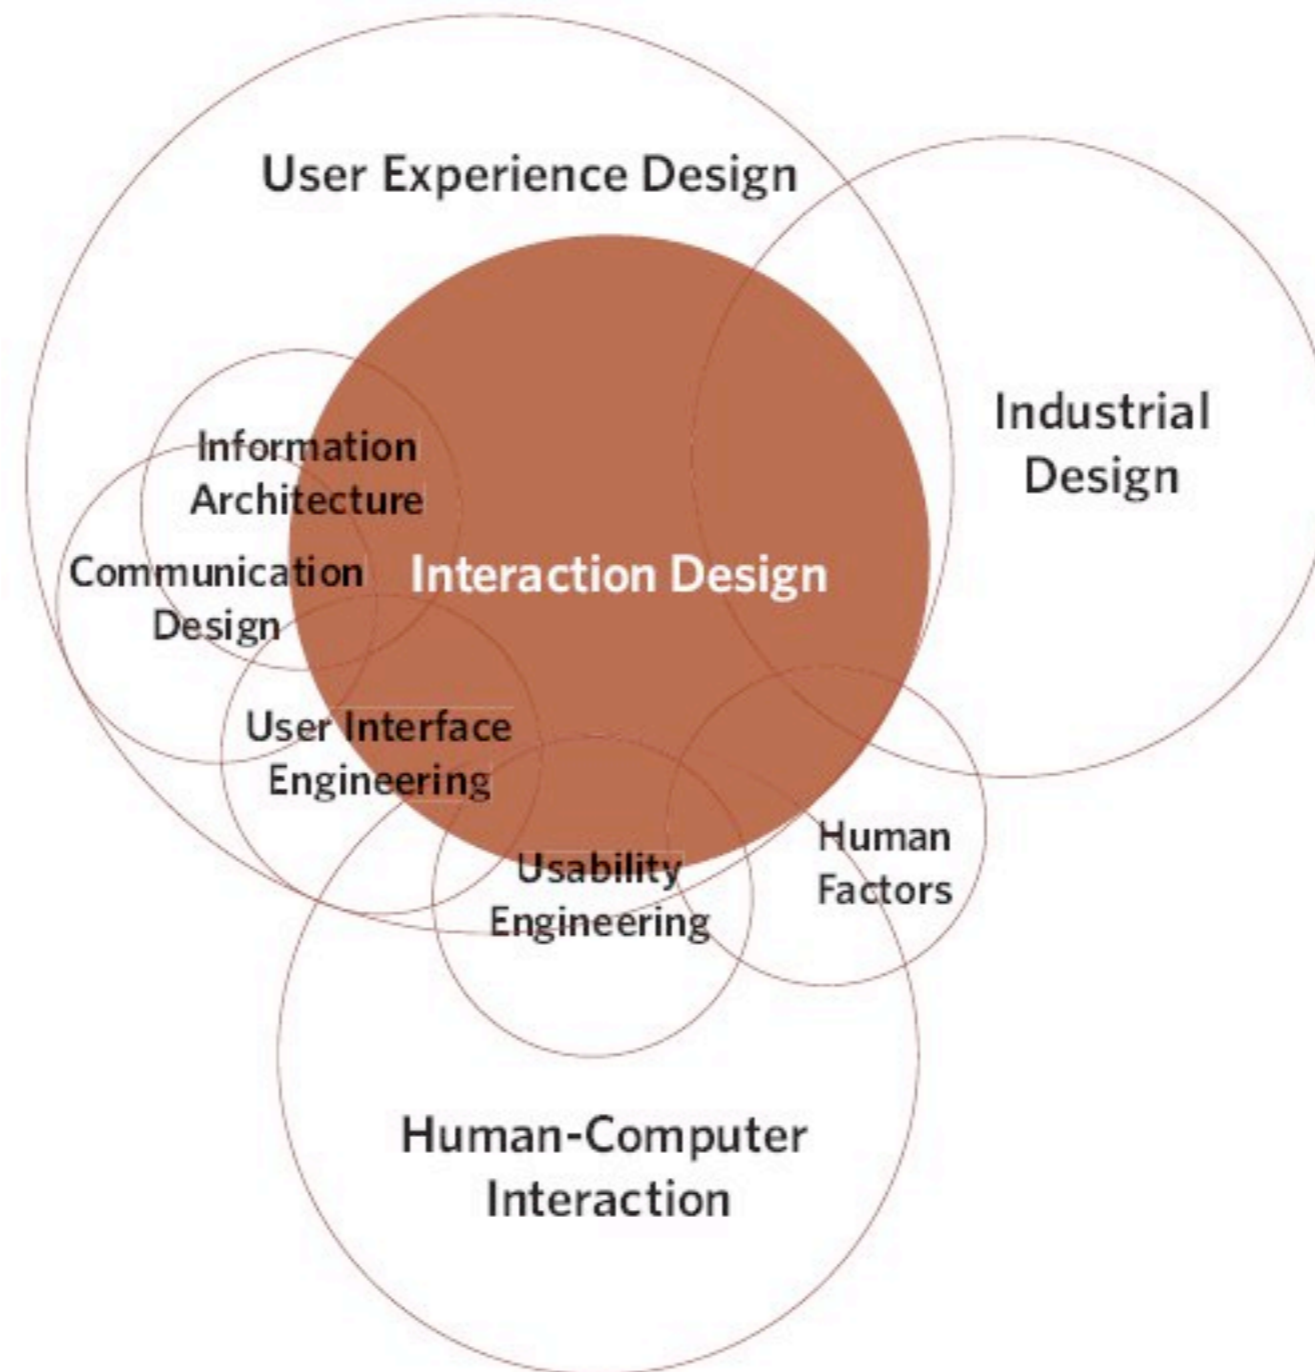 User Experience Design
Industrial
Design
Information
Architecture
Communication
Design
Interaction Design
User Interface
Engineering
Human
Factors
Usability
Engineering
Human-Computer
Interaction